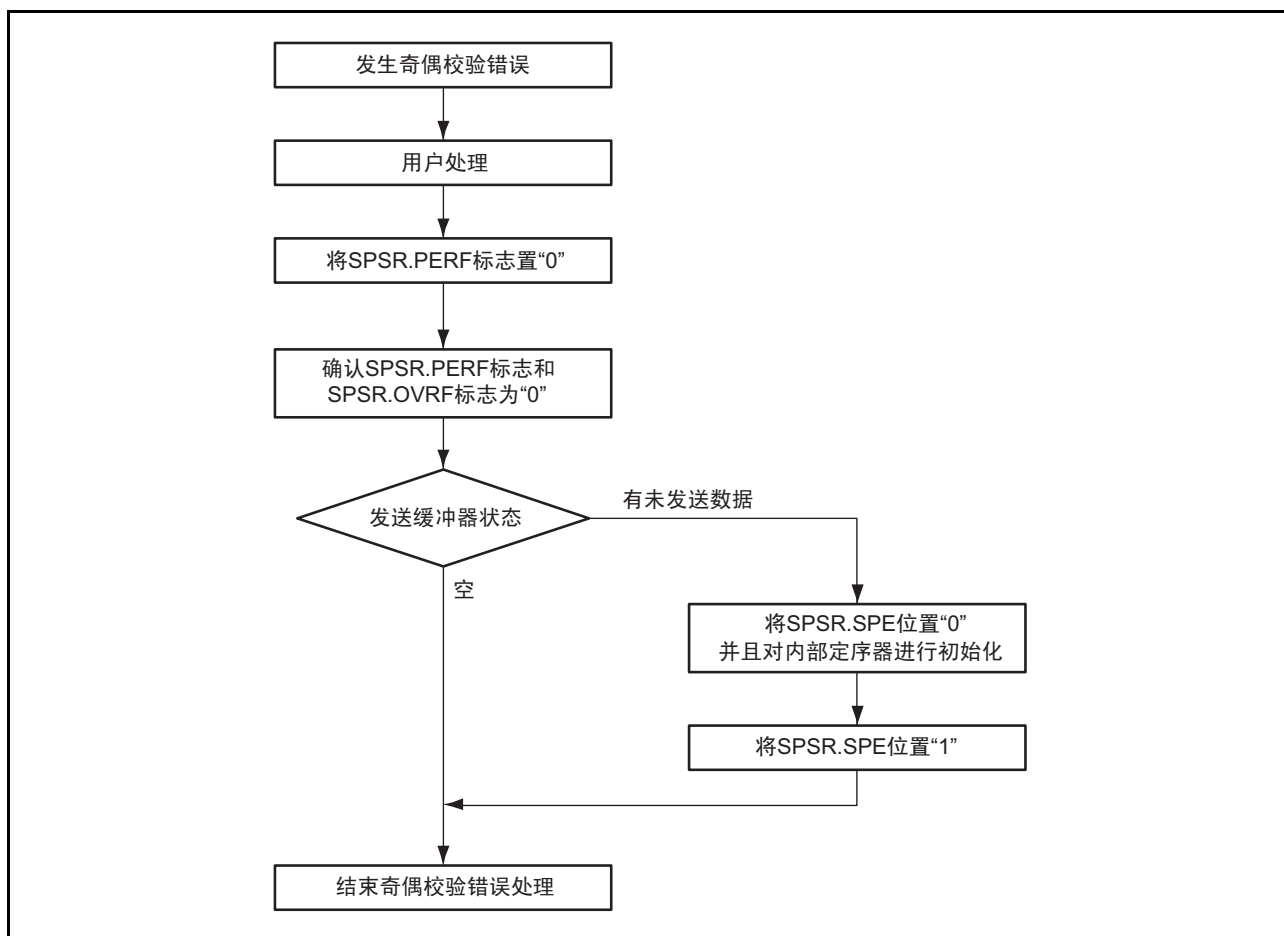 发生奇偶校验错误
用户处理
将SPSR.PERF标志置“0”
确认SPSR.PERF标志和
SPSR.OVRF标志为“0”
发送缓冲器状态
有未发送数据
空
将SPSR.SPE位置“0”
并且对内部定序器进行初始化
将SPSR.SPE位置“1”
结束奇偶校验错误处理